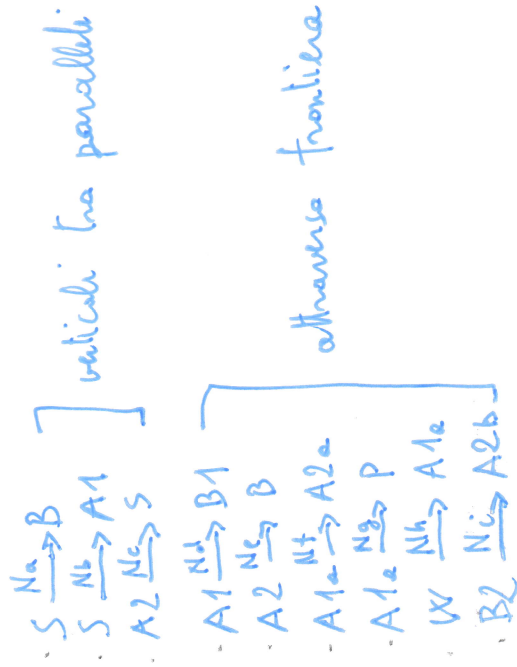 S Na→ B
S Nb→ A1
A2 Nc→ S
verticali tra paralleli
A1 Nd→ B1
A2 Ne→ B
A1a Nf→ A2a
A1a Ng→ P
W Nh→ A1a
B2 Ni→ A2b
attraverso frontiera